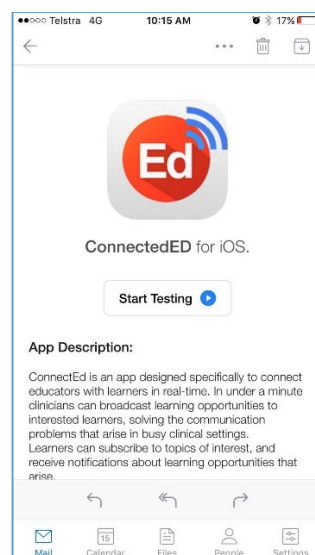 Telstra 4G 10:15 AM 17%
Ed
ConnectedED for iOS.
Start Testing
App Description:
ConnectEd is an app designed specifically to connect
educators with learners in real-time. In under a minute
clinicians can broadcast learning opportunities to
interested learners, solving the communication
problems that arise in busy clinical settings.
Learners can subscribe to topics of interest, and
receive notifications about learning opportunities that
arise.
15
Mail Calendar Files People Settings